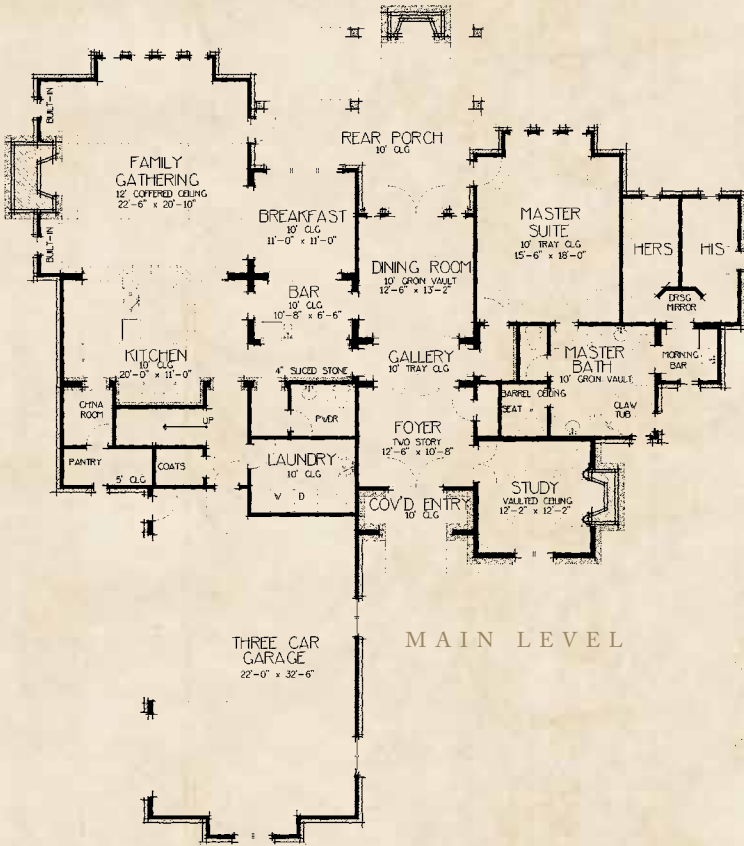 REAR PORCH
10' CLG
BUILT-IN
FAMILY
GATHERING
12' COFFERED CEILING
22'-6" x 20'-10"
BUILT-IN
BREAKFAST
10' CLG
11'-0" x 11'-0"
MASTER
SUITE
10' TRAY CLG
15'-6" x 18'-0"
HERS
HIS
DRSG
MIRROR
DINING ROOM
10' GROIN VAULT
12'-6" x 13'-2"
BAR
10' CLG
10'-8" x 6'-6"
KITCHEN
10' CLG
20'-0" x 11'-0"
4" SLICED STONE
GALLERY
10' TRAY CLG
MASTER
BATH
10' GROIN VAULT
MORNING
BAR
BARREL CEILING
SEAT
CLAW
TUB
CHINA
ROOM
UP
PWDR
FOYER
TWO STORY
12'-6" x 10'-8"
PANTRY
5' CLG
COATS
LAUNDRY
10' CLG
W D
COV'D ENTRY
10' CLG
STUDY
VAULTED CEILING
12'-2" x 12'-2"
THREE CAR
GARAGE
22'-0" x 32'-6"
MAIN LEVEL